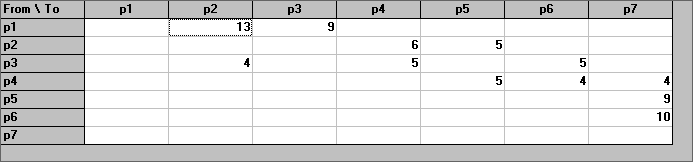 From \ To p1 p2 p3 p4 p5 p6 p7
p1 13 9
p2 6 5
p3 4 5 5
p4 5 4 4
p5 9
p6 10
p7